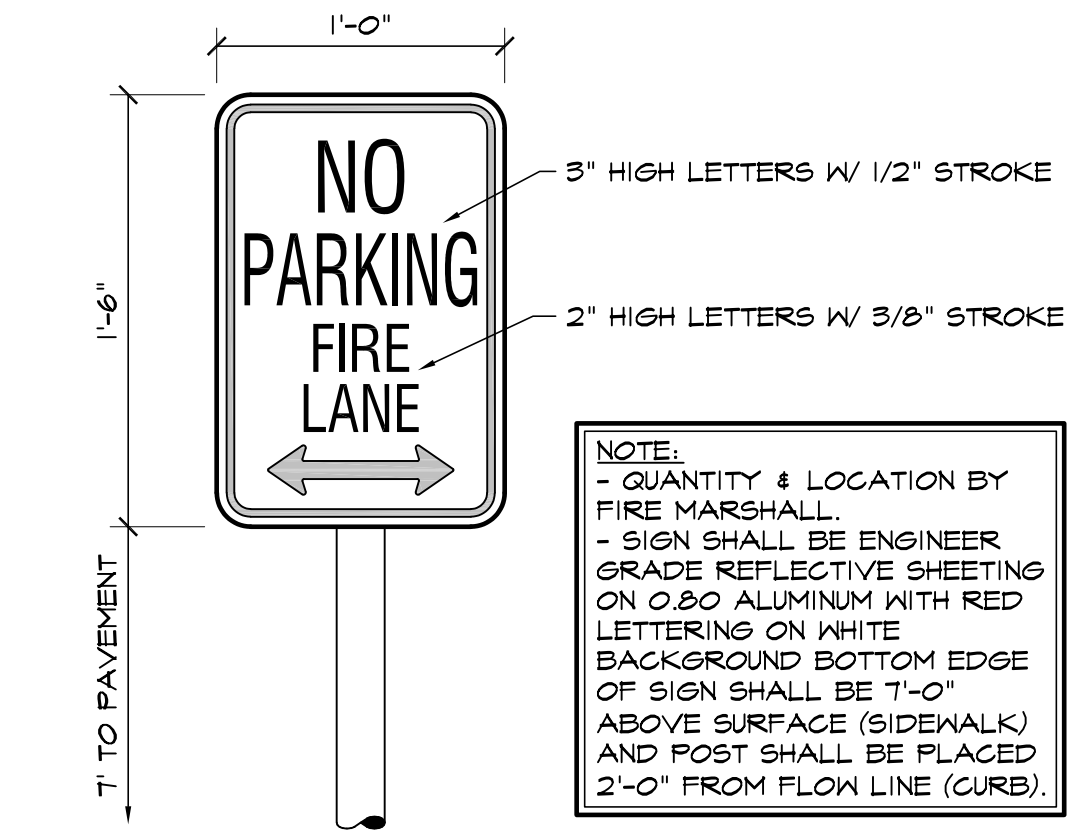 1'-0"
NO
PARKING
FIRE
LANE
3" HIGH LETTERS W/ 1/2" STROKE
2" HIGH LETTERS W/ 3/8" STROKE
1'-6"
7' TO PAVEMENT
NOTE:
- QUANTITY & LOCATION BY
FIRE MARSHALL.
- SIGN SHALL BE ENGINEER
GRADE REFLECTIVE SHEETING
ON 0.80 ALUMINUM WITH RED
LETTERING ON WHITE
BACKGROUND BOTTOM EDGE
OF SIGN SHALL BE 7'-0"
ABOVE SURFACE (SIDEWALK)
AND POST SHALL BE PLACED
2'-0" FROM FLOW LINE (CURB).